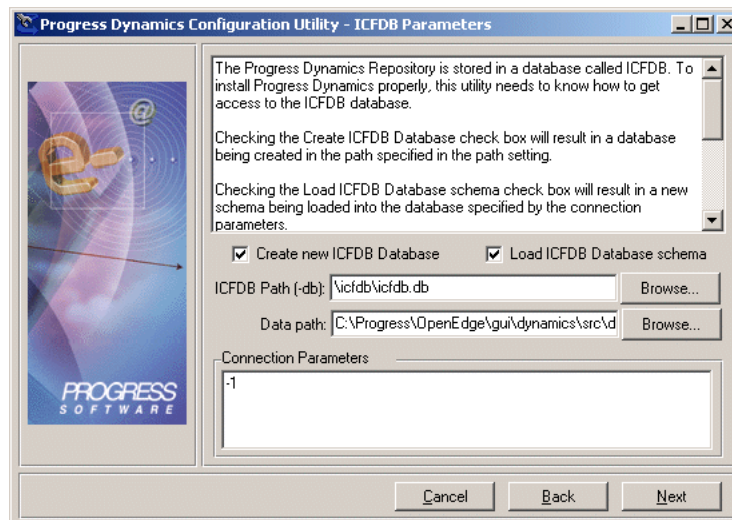 Progress Dynamics Configuration Utility - ICFDB Parameters
The Progress Dynamics Repository is stored in a database called ICFDB. To
install Progress Dynamics properly, this utility needs to know how to get
access to the ICFDB database.
Checking the Create ICFDB Database check box will result in a database
being created in the path specified in the path setting.
Checking the Load ICFDB Database schema check box will result in a new
schema being loaded into the database specified by the connection
parameters.
Create new ICFDB Database Load ICFDB Database schema
ICFDB Path (-db): \icfdb\icfdb.db Browse...
Data path: C:\Progress\OpenEdge\gui\dynamics\src\d Browse...
Connection Parameters
-1
@
e-
PROGRESS
SOFTWARE
Cancel Back Next